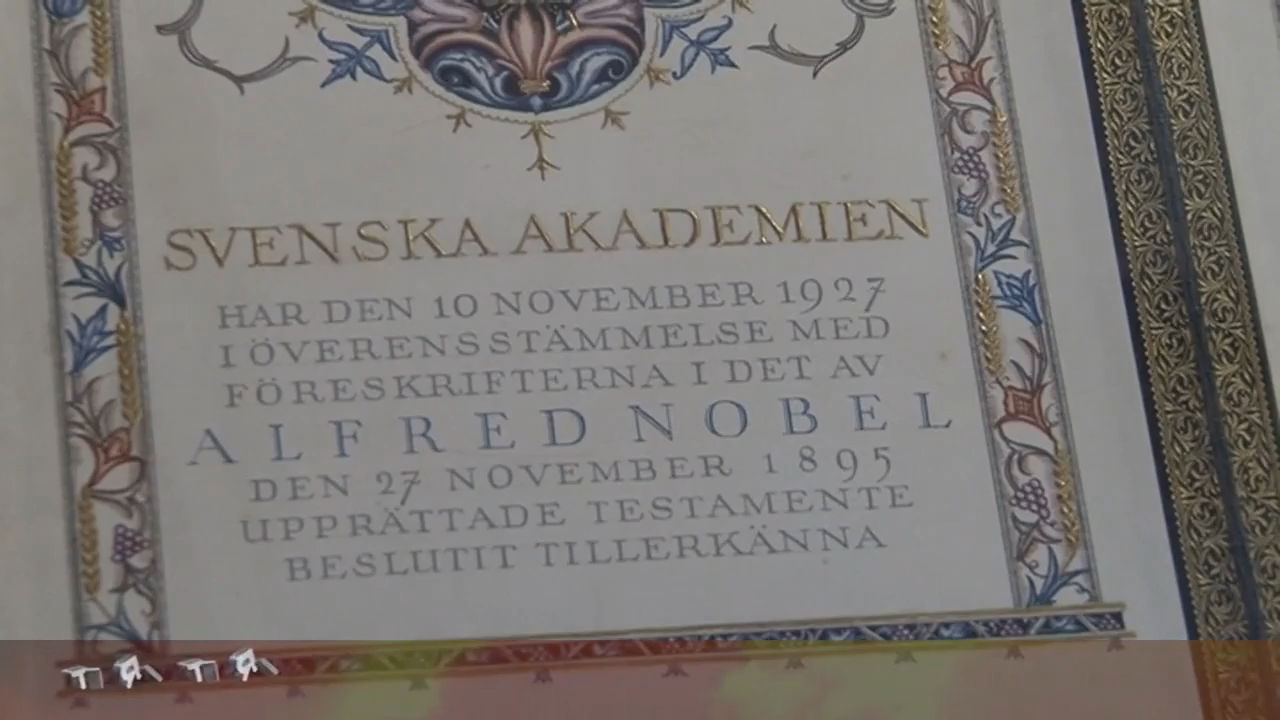 SVENSKA AKADEMIEN
HAR DEN 10 NOVEMBER 1927
I ÖVERENSSTÄMMELSE MED
FÖRESKRIFTERNA I DET AV
ALFRED NOBEL
DEN 27 NOVEMBER 1895
UPPRÄTTADE TESTAMENTE
BESLUTIT TILLERKÄNNA